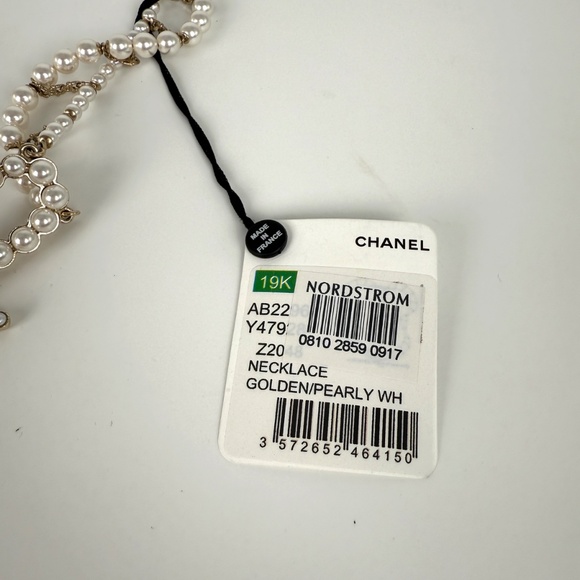 MADE
IN
FRANCE
CHANEL
19K
NORDSTROM
AB22
Y479
0810 2859 0917
Z20
NECKLACE
GOLDEN/PEARLY WH
3 572652 464150